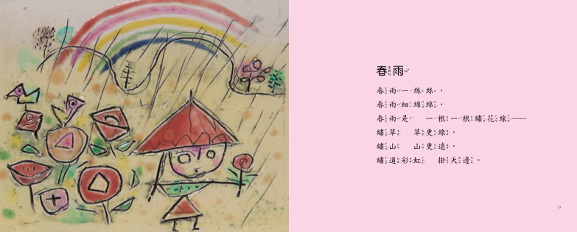 春雨
春雨一絲絲，
春雨細綿綿，
春雨是 一根一根繡花線──
繡草 草更綠，
繡山 山更遠，
繡道彩虹 掛天邊。